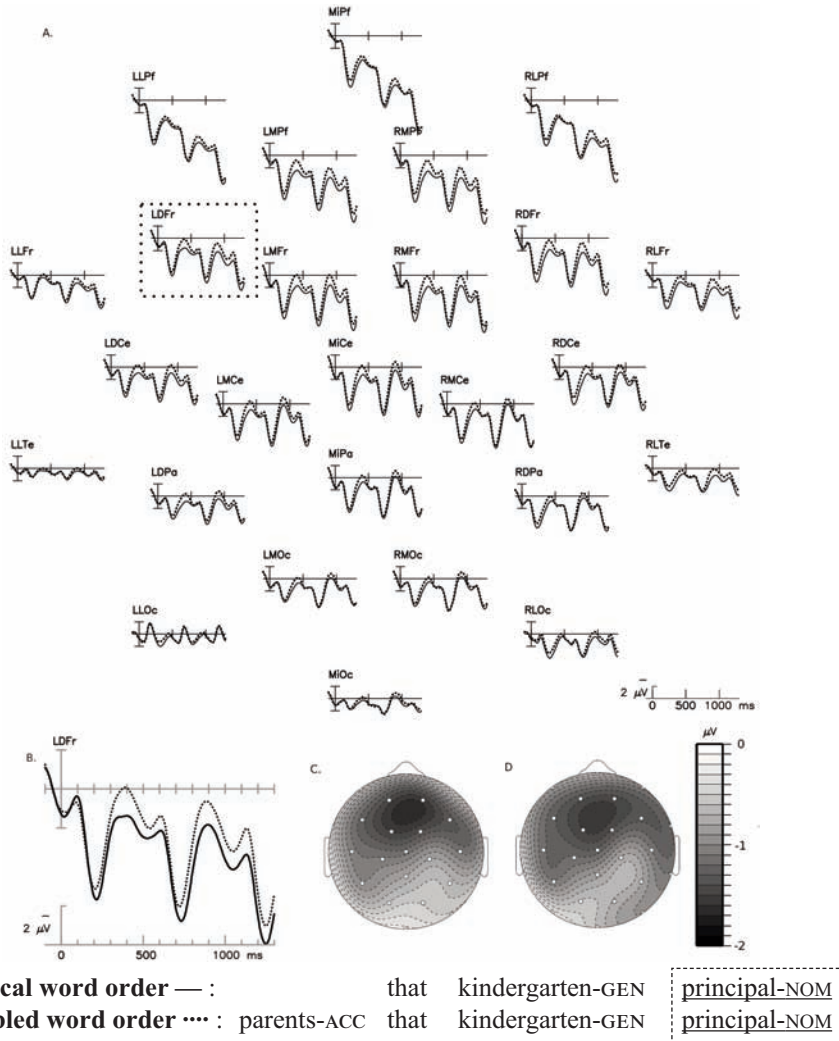 A.
MiPf
LLPf
RLPf
LMPf RMPf
LDFr RDFr
LLFr LMFr RMFr RLFr
LDCe MiCe RDCe
LMCe RMCe
LLTe LDPa MiPa RDPa RLTe
LMOc RMOc
LLOc RLOc
MiOc
2 μV
0 500 1000 ms
B. LDFr C. D μV
0
-1
-2
2 μV
0 500 1000 ms
cal word order — : that kindergarten-GEN principal-NOM
bled word order ···· : parents-ACC that kindergarten-GEN principal-NOM